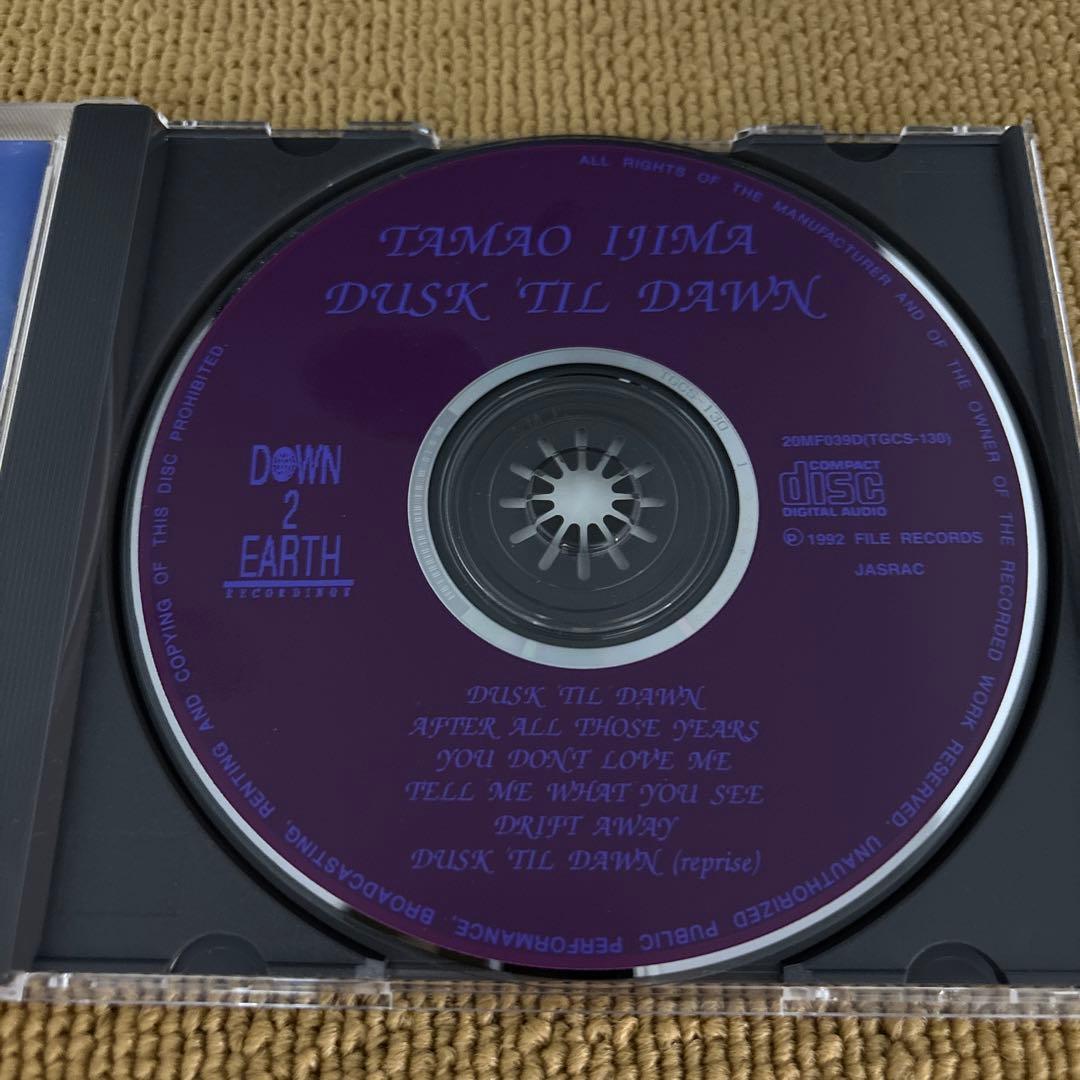 TAMAO IJIMA
DUSK 'TIL DAWN
ALL RIGHTS OF THE MANUFACTURER AND OF THE OWNER OF THE RECORDED WORK RESERVED. UNAUTHORIZED PUBLIC PERFORMANCE, BROADCASTING, RENTING AND COPYING OF THIS DISC PROHIBITED.
TGCS-130
DOWN
2
EARTH
RECORDINGS
20MF039D(TGCS-130)
COMPACT
disc
DIGITAL AUDIO
Ⓟ 1992 FILE RECORDS
JASRAC
DUSK 'TIL DAWN
AFTER ALL THOSE YEARS
YOU DON'T LOVE ME
TELL ME WHAT YOU SEE
DRIFT AWAY
DUSK 'TIL DAWN (reprise)